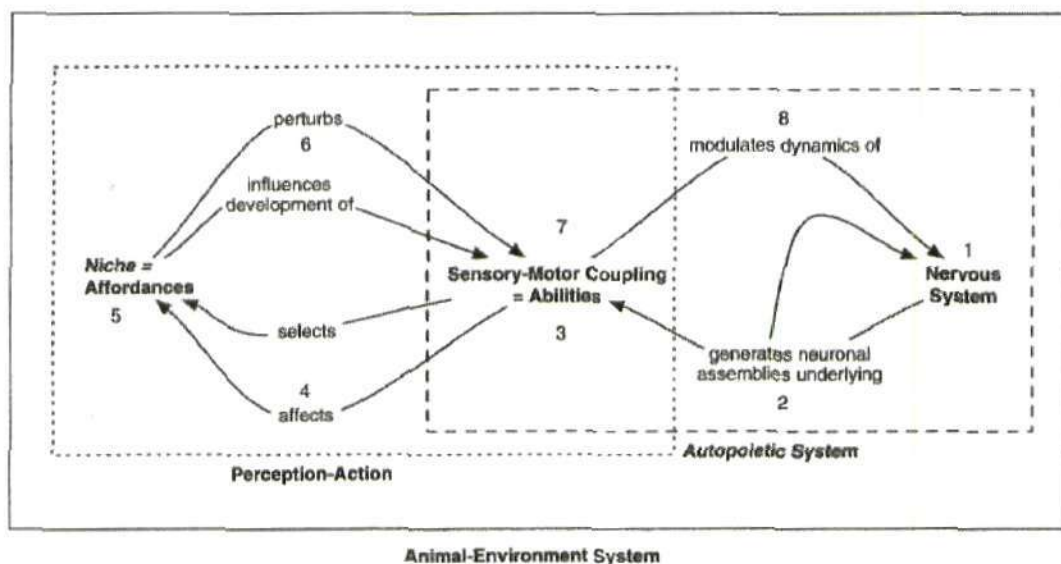 perturbs
6
influences
development of
8
modulates dynamics of
7
1
Niche =
Affordances
5
Sensory-Motor Coupling
= Abilities
3
Nervous
System
selects
generates neuronal
assemblies underlying
2
4
affects
Autopoietic System
Perception-Action
Animal-Environment System